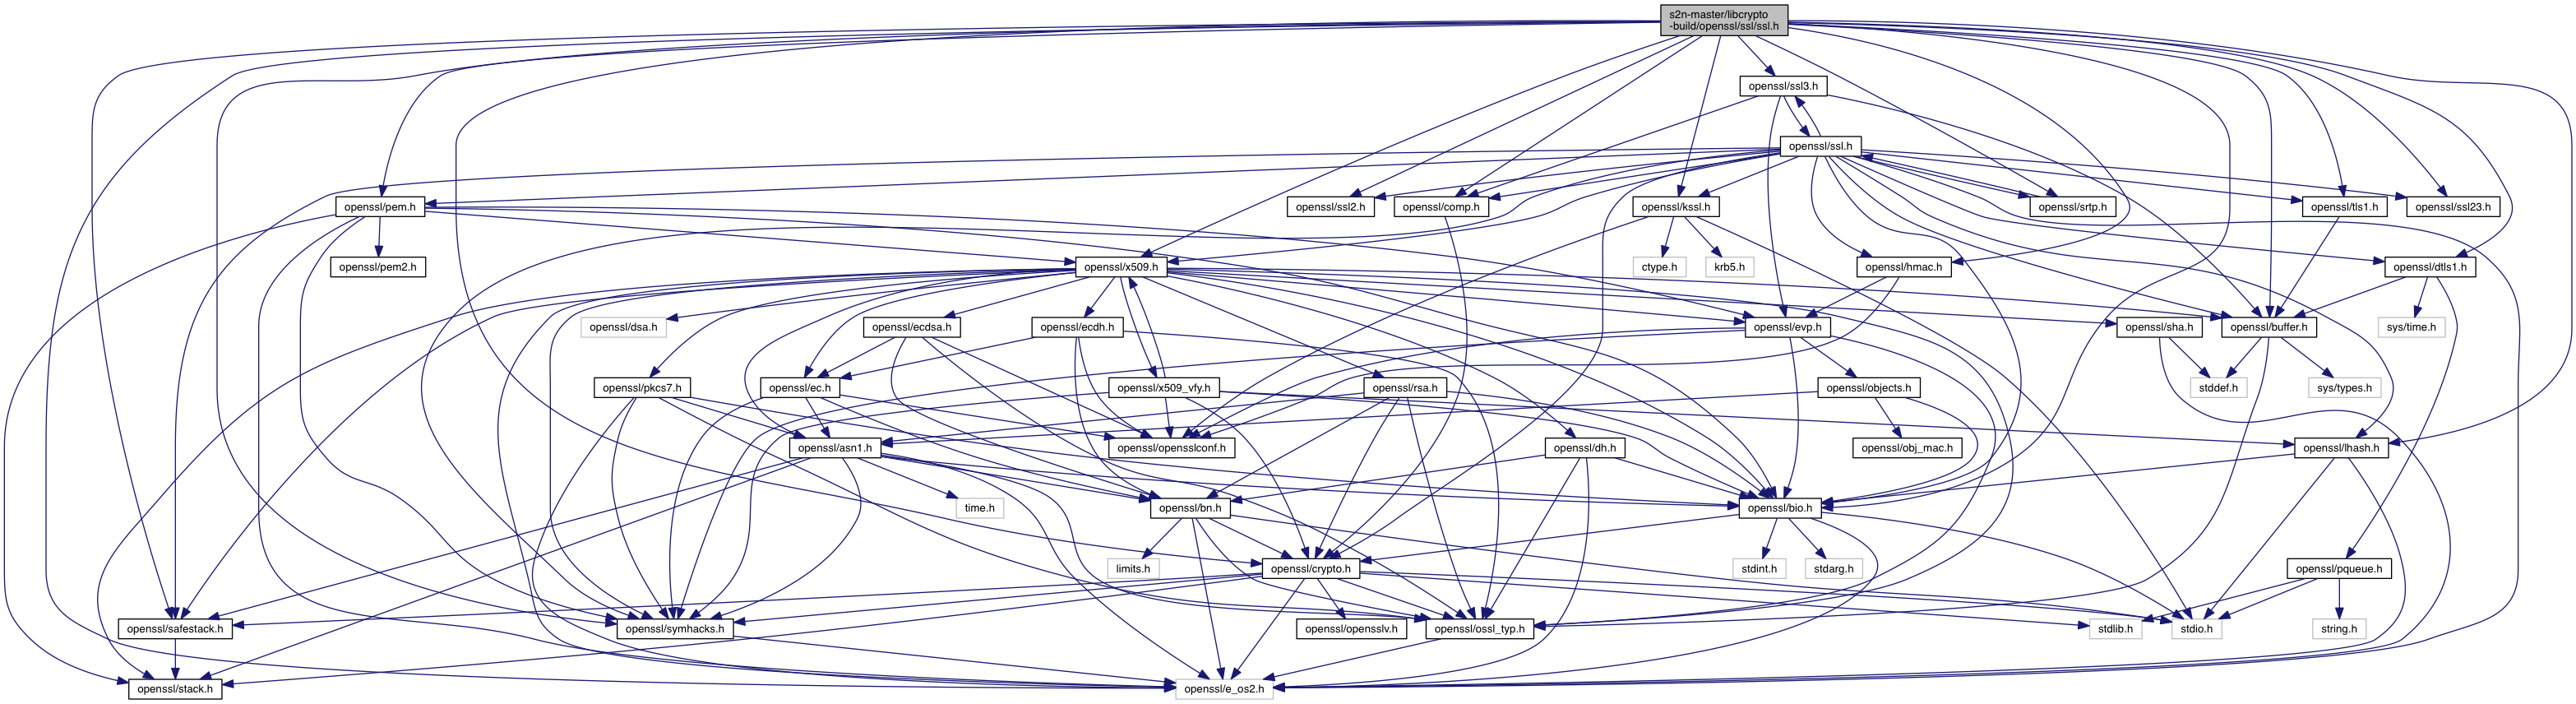 s2n-master/libcrypto
-build/openssl/ssl/ssl.h
openssl/ssl3.h
openssl/ssl.h
openssl/pem.h
openssl/ssl2.h
openssl/comp.h
openssl/kssl.h
openssl/srtp.h
openssl/tls1.h
openssl/ssl23.h
openssl/pem2.h
openssl/x509.h
ctype.h
krb5.h
openssl/hmac.h
openssl/dtls1.h
openssl/dsa.h
openssl/ecdsa.h
openssl/ecdh.h
openssl/evp.h
openssl/sha.h
openssl/buffer.h
sys/time.h
openssl/pkcs7.h
openssl/ec.h
openssl/x509_vfy.h
openssl/rsa.h
openssl/objects.h
stddef.h
sys/types.h
openssl/asn1.h
openssl/opensslconf.h
openssl/dh.h
openssl/obj_mac.h
openssl/lhash.h
time.h
openssl/bn.h
openssl/bio.h
limits.h
openssl/crypto.h
stdint.h
stdarg.h
openssl/pqueue.h
openssl/safestack.h
openssl/symhacks.h
openssl/opensslv.h
openssl/ossl_typ.h
stdlib.h
stdio.h
string.h
openssl/stack.h
openssl/e_os2.h